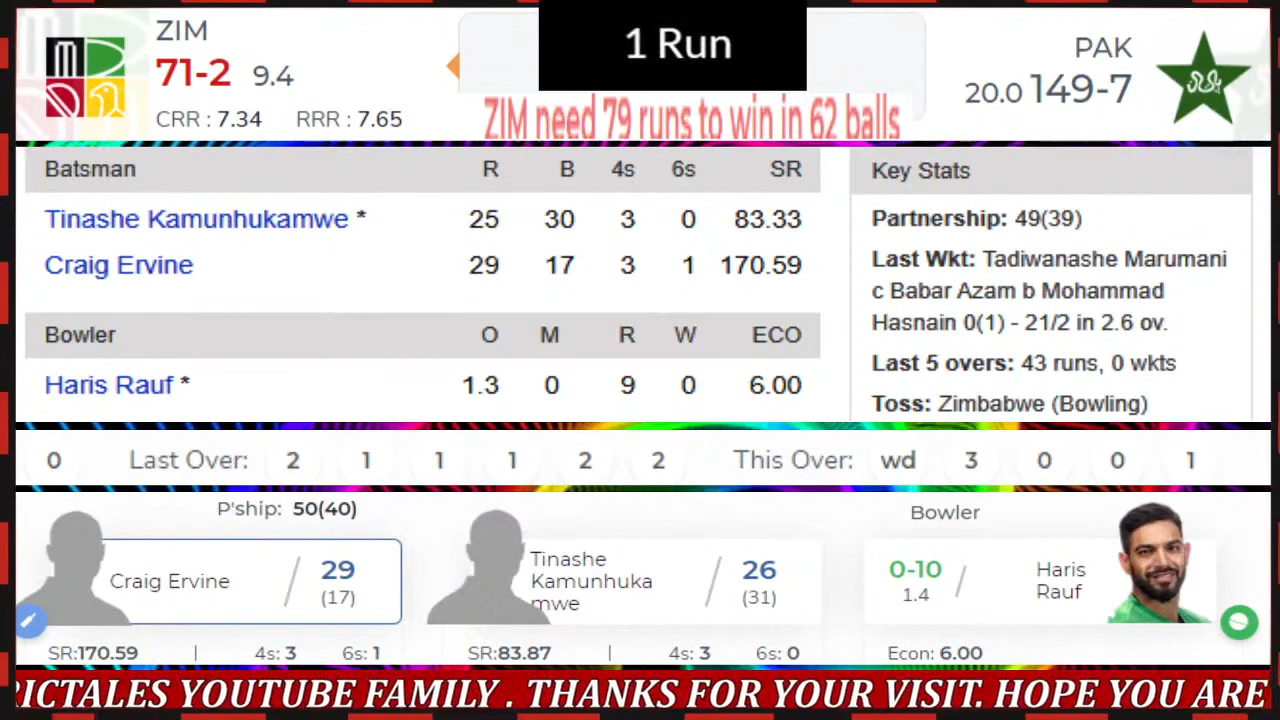 ZIM
71-2 9.4
CRR : 7.34 RRR : 7.65
1 Run
ZIM need 79 runs to win in 62 balls
PAK
20.0 149-7
Batsman R B 4s 6s SR
Tinashe Kamunhukamwe * 25 30 3 0 83.33
Craig Ervine 29 17 3 1 170.59
Bowler O M R W ECO
Haris Rauf * 1.3 0 9 0 6.00
Key Stats
Partnership: 49(39)
Last Wkt: Tadiwanashe Marumani
c Babar Azam b Mohammad
Hasnain 0(1) - 21/2 in 2.6 ov.
Last 5 overs: 43 runs, 0 wkts
Toss: Zimbabwe (Bowling)
0 Last Over: 2 1 1 1 2 2 This Over: wd 3 0 0 1
P'ship: 50(40)
Craig Ervine / 29
(17)
SR:170.59 | 4s: 3 6s: 1
Tinashe
Kamunhuka
mwe
/ 26
(31)
SR:83.87 | 4s: 3 6s: 0
Bowler
0-10 / Haris
1.4 Rauf
Econ: 6.00
RICTALES YOUTUBE FAMILY . THANKS FOR YOUR VISIT. HOPE YOU ARE